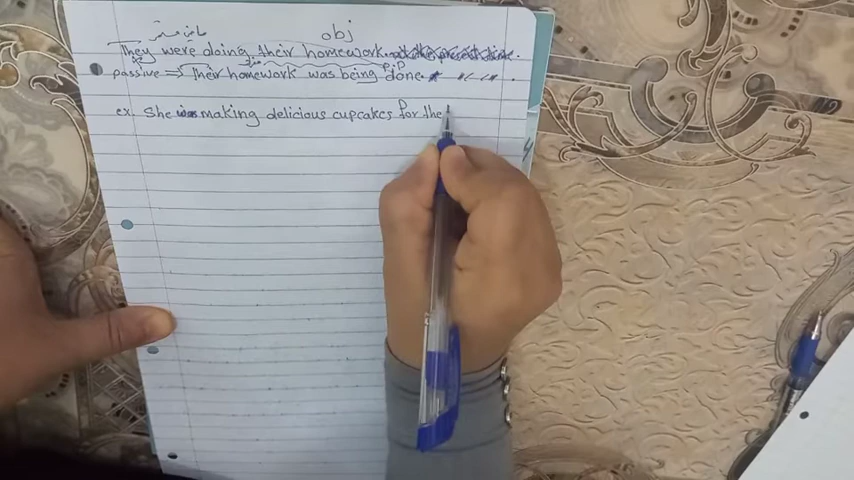 ماضي مستمر obj
They were doing their homework.
passive ⇒ Their homework was being done
P.P
ex. She was making delicious cupcakes for the